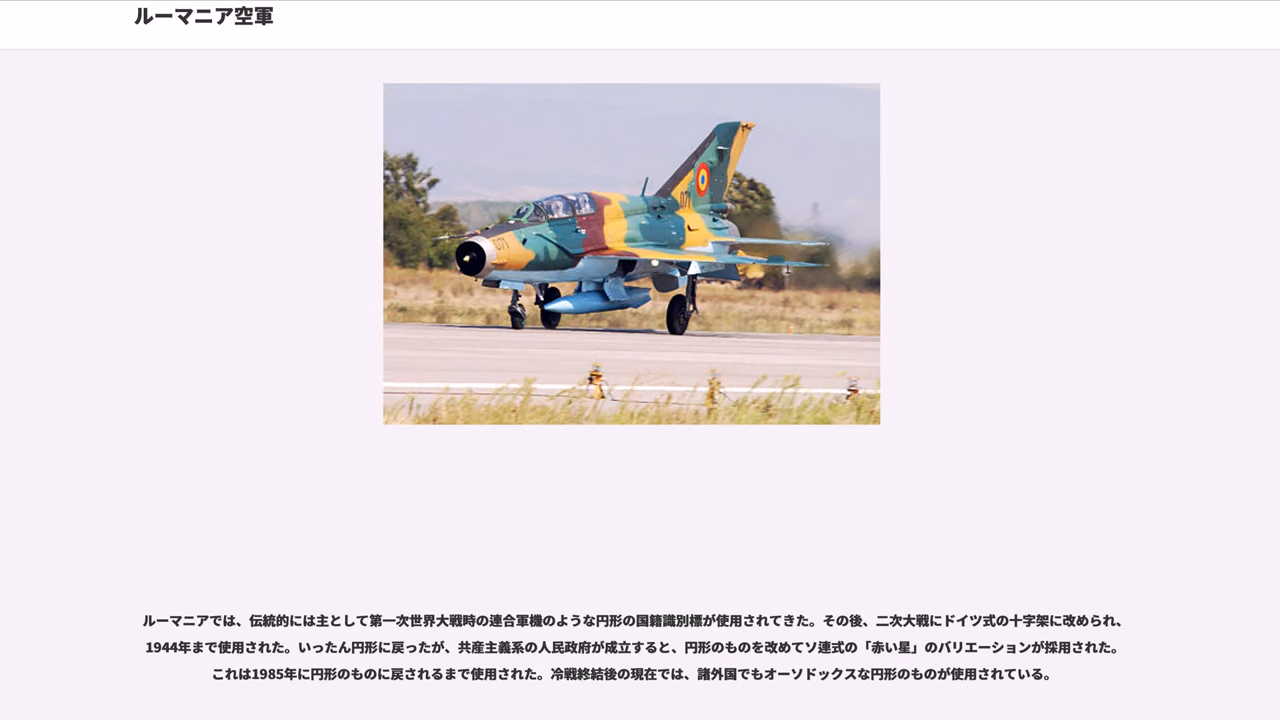 ルーマニア空軍
071
071
ルーマニアでは、伝統的には主として第一次世界大戦時の連合軍機のような円形の国籍識別標が使用されてきた。その後、二次大戦にドイツ式の十字架に改められ、
1944年まで使用された。いったん円形に戻ったが、共産主義系の人民政府が成立すると、円形のものを改めてソ連式の「赤い星」のバリエーションが採用された。
これは1985年に円形のものに戻されるまで使用された。冷戦終結後の現在では、諸外国でもオーソドックスな円形のものが使用されている。